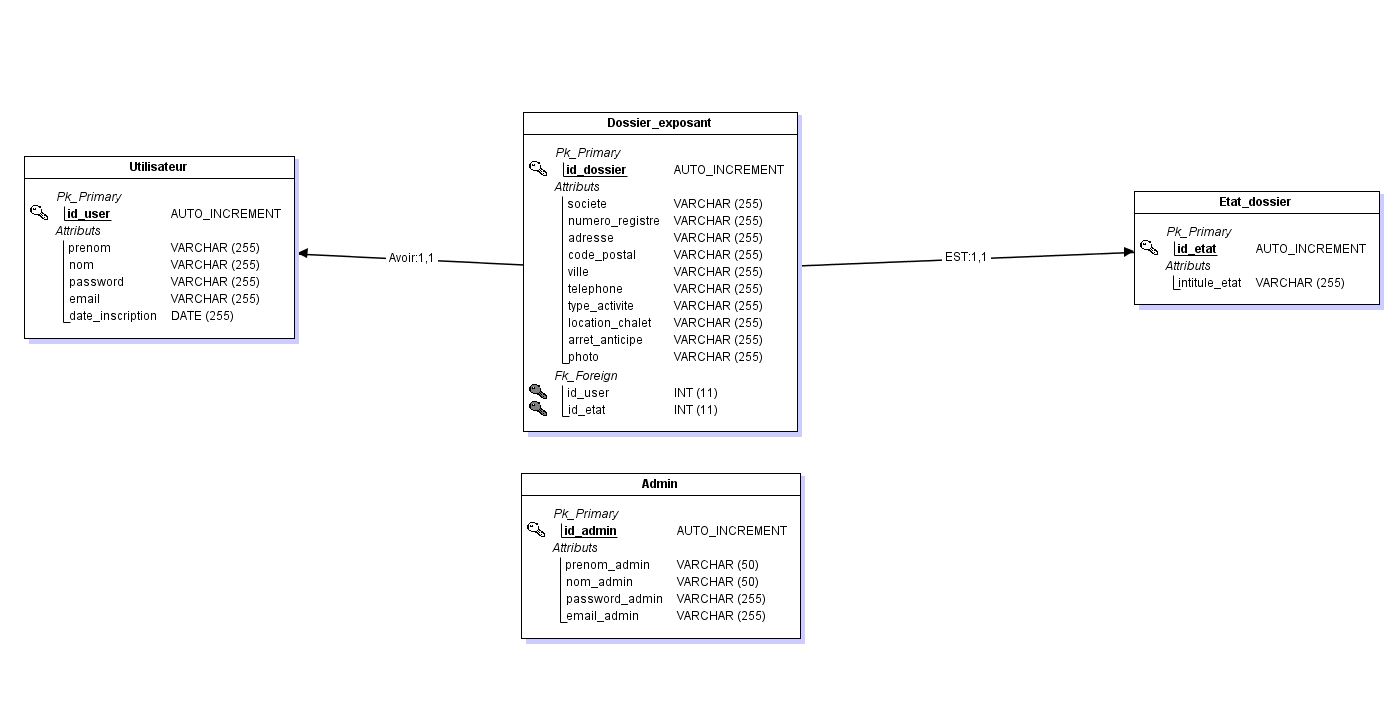 Utilisateur
Pk_Primary
id_user AUTO_INCREMENT
Attributs
prenom VARCHAR (255)
nom VARCHAR (255)
password VARCHAR (255)
email VARCHAR (255)
date_inscription DATE (255)
Avoir:1,1
Dossier_exposant
Pk_Primary
id_dossier AUTO_INCREMENT
Attributs
societe VARCHAR (255)
numero_registre VARCHAR (255)
adresse VARCHAR (255)
code_postal VARCHAR (255)
ville VARCHAR (255)
telephone VARCHAR (255)
type_activite VARCHAR (255)
location_chalet VARCHAR (255)
arret_anticipe VARCHAR (255)
photo VARCHAR (255)
Fk_Foreign
id_user INT (11)
id_etat INT (11)
EST:1,1
Etat_dossier
Pk_Primary
id_etat AUTO_INCREMENT
Attributs
intitule_etat VARCHAR (255)
Admin
Pk_Primary
id_admin AUTO_INCREMENT
Attributs
prenom_admin VARCHAR (50)
nom_admin VARCHAR (50)
password_admin VARCHAR (255)
email_admin VARCHAR (255)